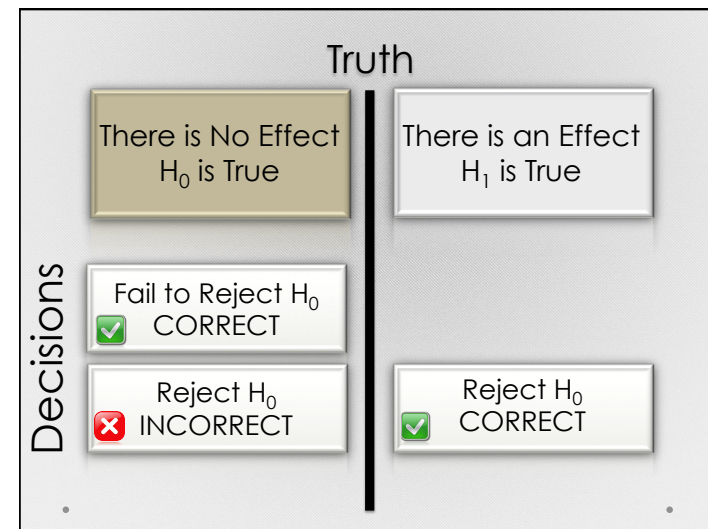 Truth
There is No Effect
H₀ is True
There is an Effect
H₁ is True
Decisions
Fail to Reject H₀
CORRECT
Reject H₀
INCORRECT
Reject H₀
CORRECT